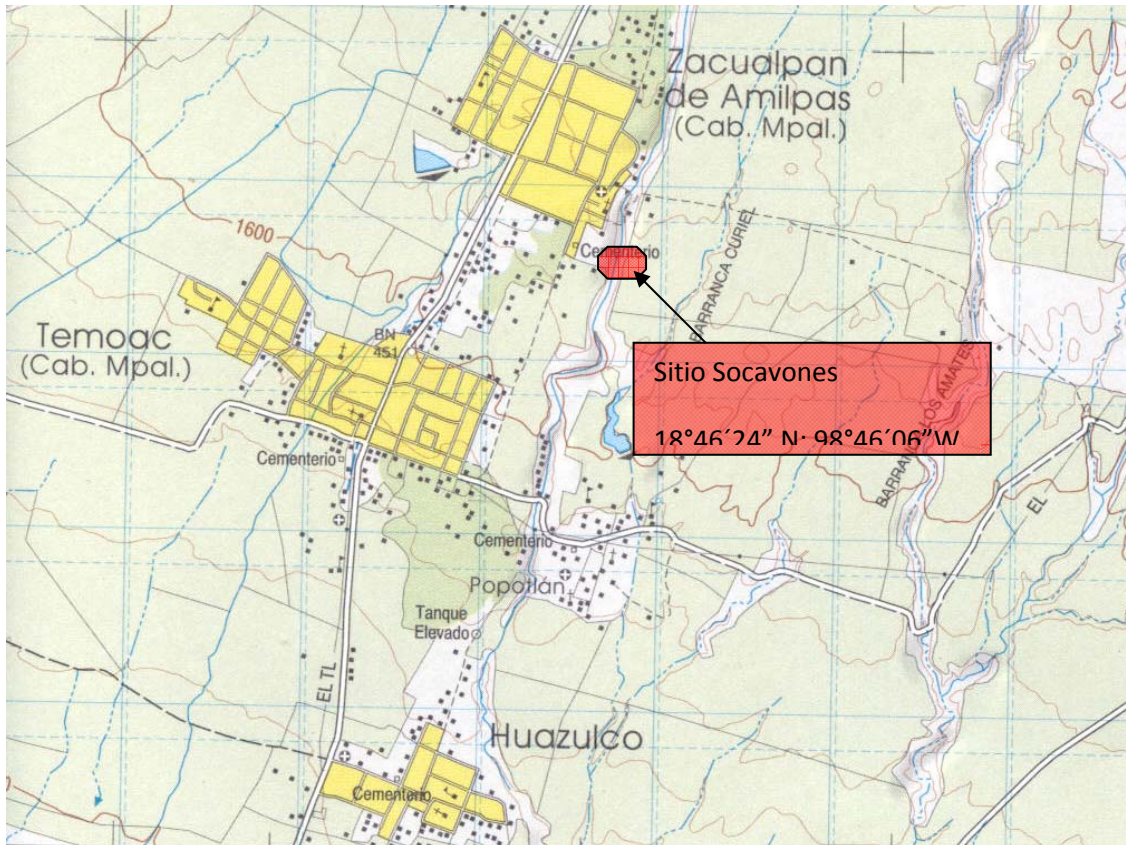 Zacualpan
de Amilpas
(Cab. Mpal.)
1600
Cementerio
BARRANCA CURIEL
Temoac
(Cab. Mpal.)
BN
451
Sitio Socavones
18°46´24” N; 98°46´06”W
BARRANCA LOS AMATES
Cementerio
EL
Cementerio
Popotlán
Tanque
Elevado
EL TL
Huazulco
Cementerio